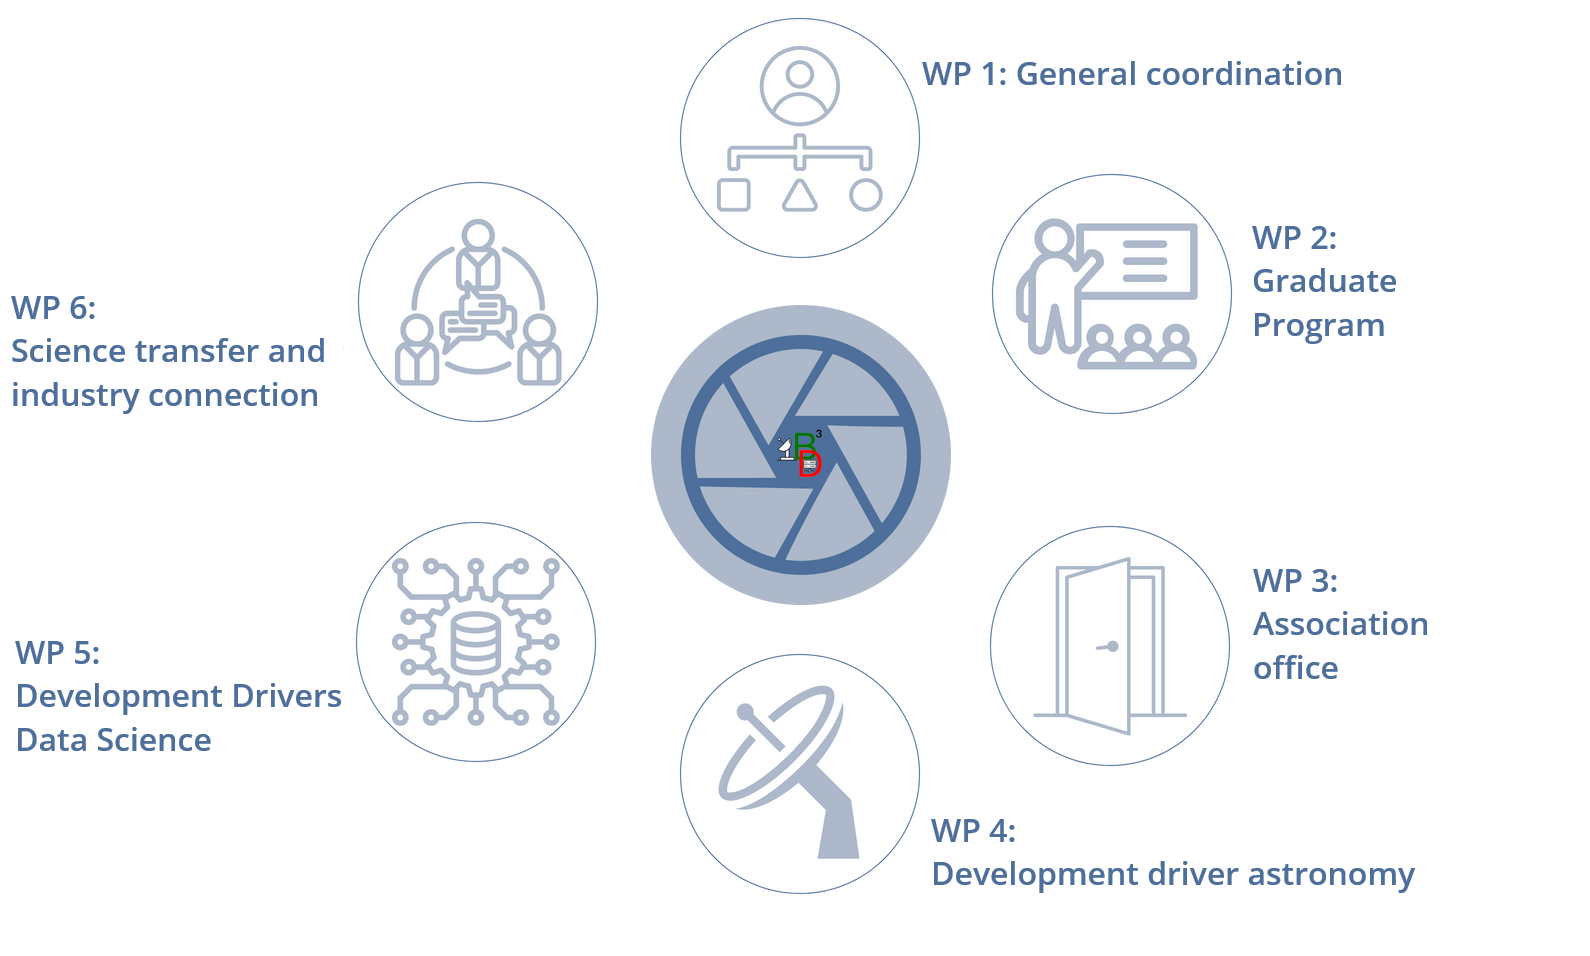 WP 1: General coordination
WP 2:
Graduate
Program
WP 3:
Association
office
WP 4:
Development driver astronomy
WP 5:
Development Drivers
Data Science
WP 6:
Science transfer and
industry connection
B³
D